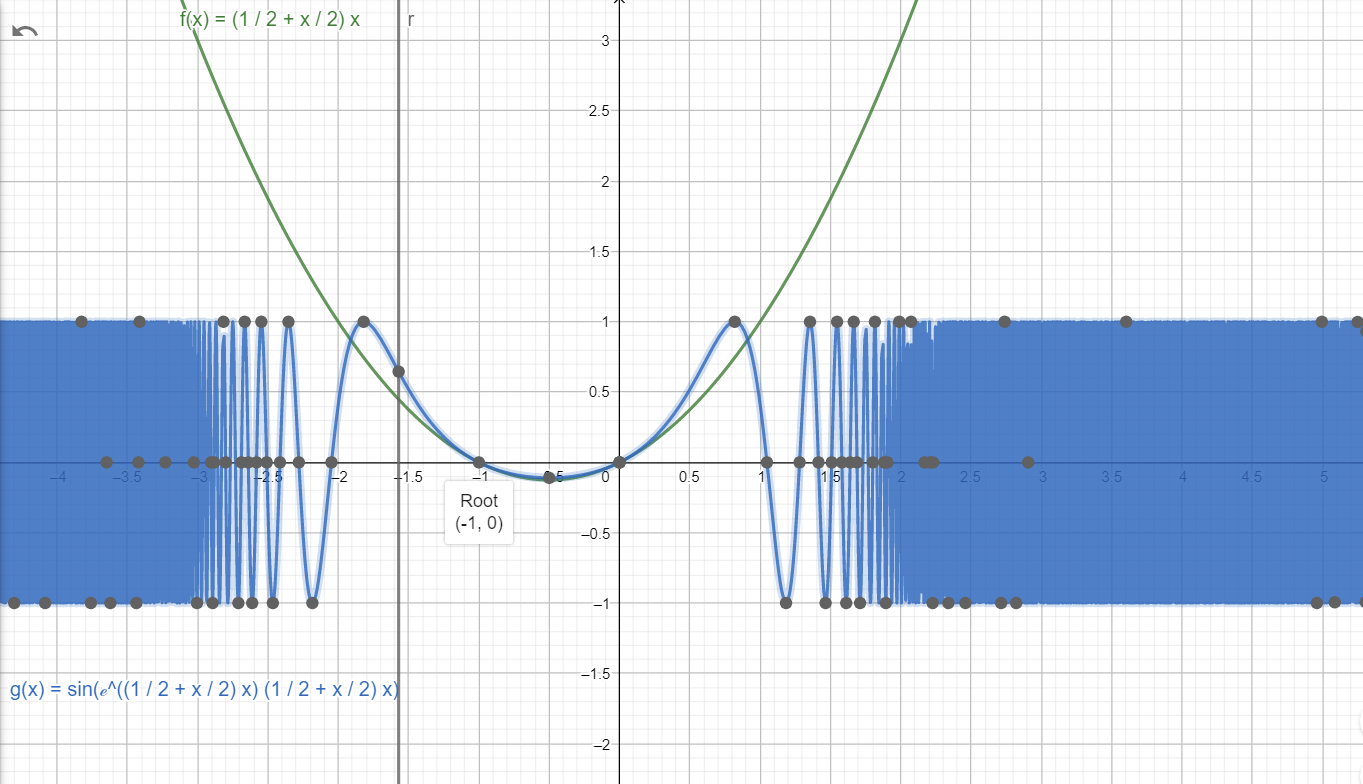 f(x) = (1 / 2 + x / 2) x
r
3
2.5
2
1.5
1
0.5
−4 −3.5 −3 −2.5 −2 −1.5 −1 −0.5 0 0.5 1 1.5 2 2.5 3 3.5 4 4.5 5
Root
(-1, 0)
−0.5
−1
−1.5
g(x) = sin(ℯ^((1 / 2 + x / 2) x) (1 / 2 + x / 2) x)
−2